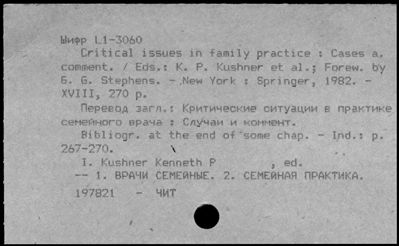 Шифр L1-3060
Critical issues in family practice : Cases a.
comment. / Eds.: K. P. Kushner et al.; Forew. by
G. G. Stephens. - New York : Springer, 1982. -
XVIII, 270 p.
Перевод загл.: Критические ситуации в практике
семейного врача : Случаи и коммент.
Bibliogr. at the end of some chap. - Ind.: p.
267-270.
I. Kushner Kenneth P , ed.
-- 1. ВРАЧИ СЕМЕЙНЫЕ. 2. СЕМЕЙНАЯ ПРАКТИКА.
197821 - ЧИТ